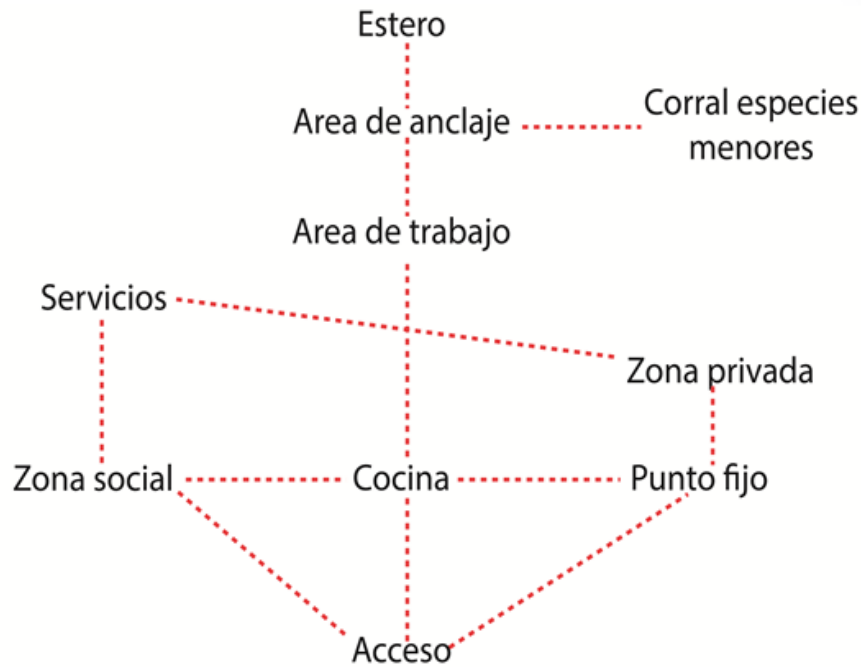 Estero
Area de anclaje
Corral especies
menores
Area de trabajo
Servicios
Zona privada
Zona social
Cocina
Punto fijo
Acceso